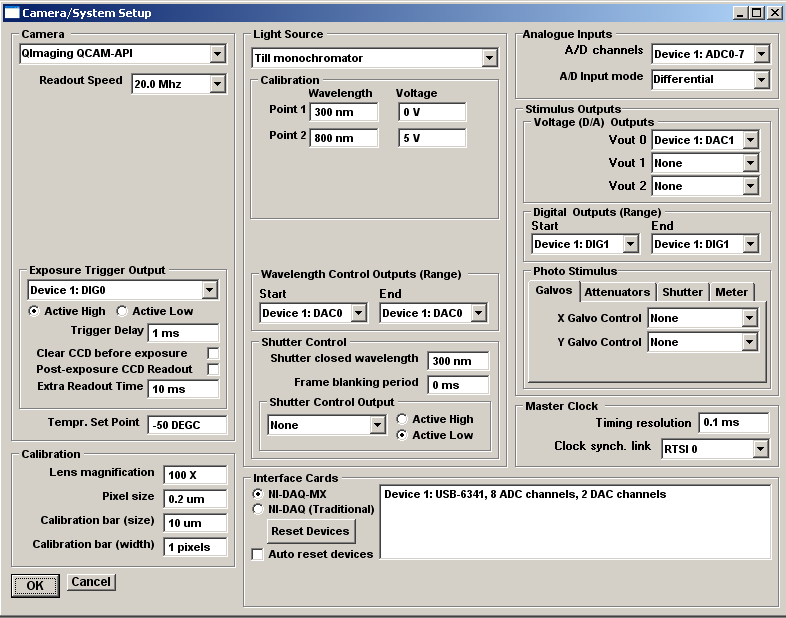 Camera/System Setup
Camera
QImaging QCAM-API
Readout Speed 20.0 Mhz
Exposure Trigger Output
Device 1: DIG0
Active High Active Low
Trigger Delay 1 ms
Clear CCD before exposure
Post-exposure CCD Readout
Extra Readout Time 10 ms
Tempr. Set Point -50 DEGC
Calibration
Lens magnification 100 X
Pixel size 0.2 um
Calibration bar (size) 10 um
Calibration bar (width) 1 pixels
OK Cancel
Light Source
Till monochromator
Calibration
Wavelength Voltage
Point 1 300 nm 0 V
Point 2 800 nm 5 V
Wavelength Control Outputs (Range)
Start End
Device 1: DAC0 Device 1: DAC0
Shutter Control
Shutter closed wavelength 300 nm
Frame blanking period 0 ms
Shutter Control Output
None Active High
Active Low
Analogue Inputs
A/D channels Device 1: ADC0-7
A/D Input mode Differential
Stimulus Outputs
Voltage (D/A) Outputs
Vout 0 Device 1: DAC1
Vout 1 None
Vout 2 None
Digital Outputs (Range)
Start End
Device 1: DIG1 Device 1: DIG1
Photo Stimulus
Galvos Attenuators Shutter Meter
X Galvo Control None
Y Galvo Control None
Master Clock
Timing resolution 0.1 ms
Clock synch. link RTSI 0
Interface Cards
NI-DAQ-MX
NI-DAQ (Traditional)
Reset Devices
Auto reset devices
Device 1: USB-6341, 8 ADC channels, 2 DAC channels